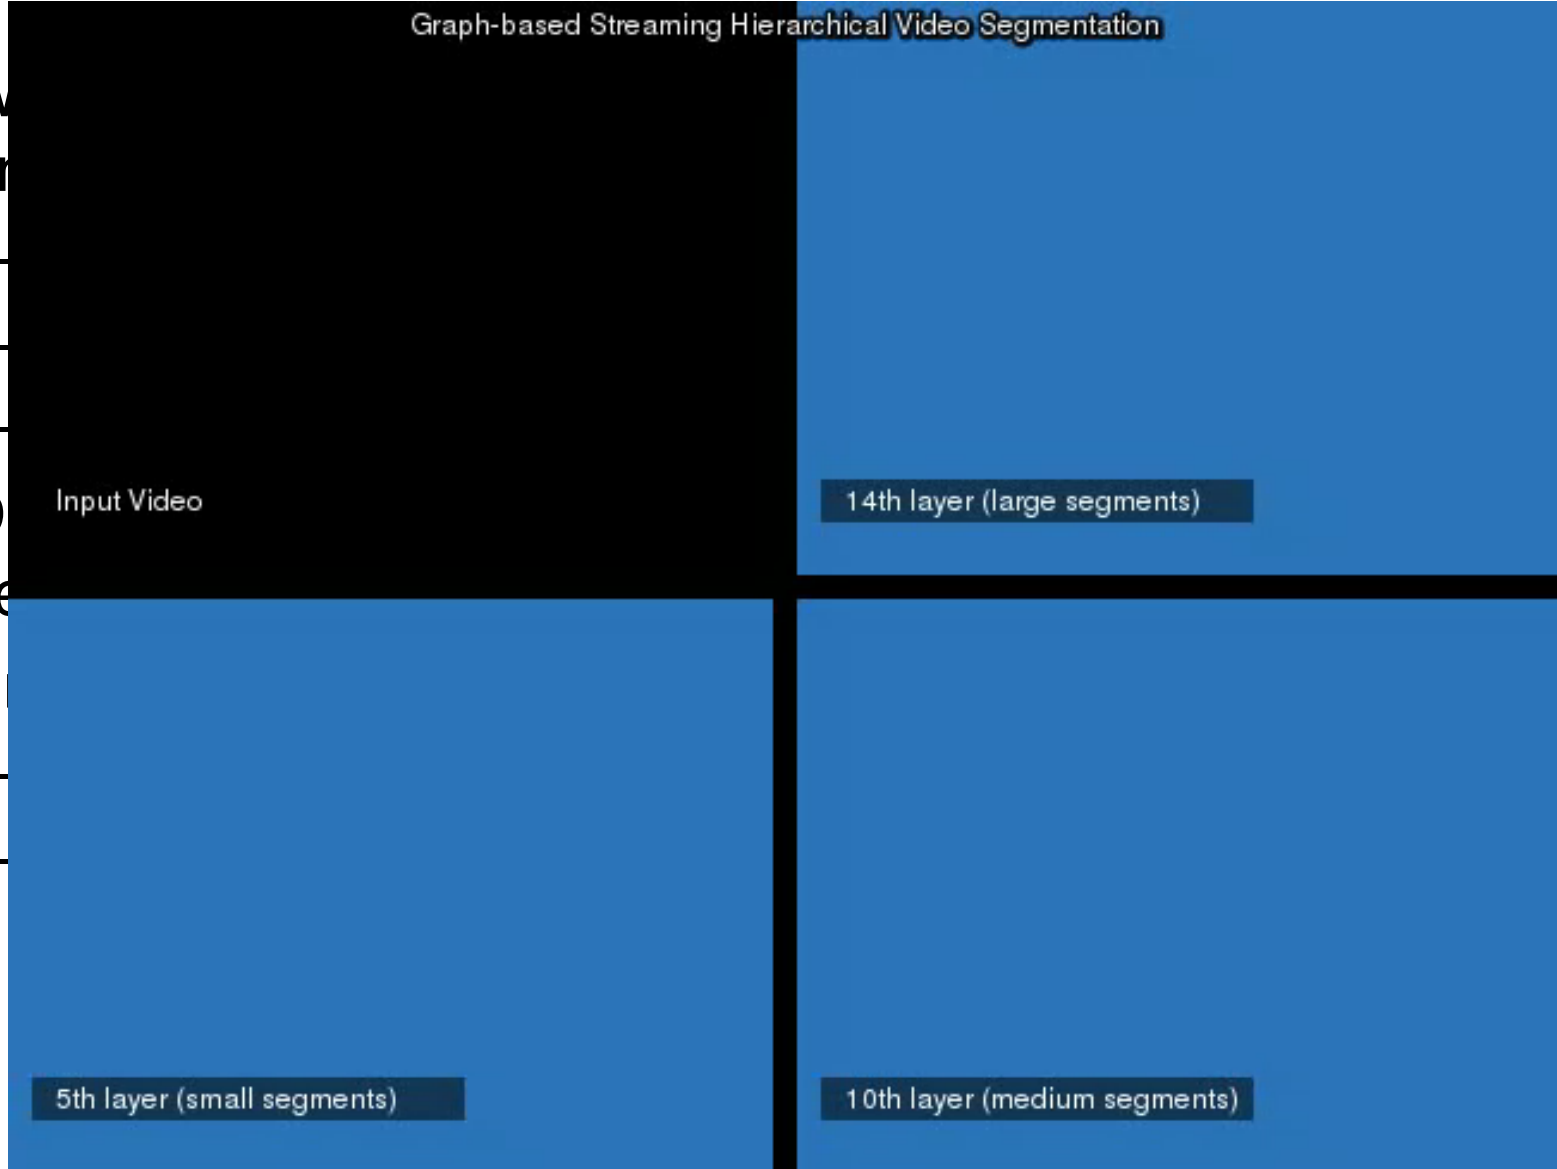 Graph-based Streaming Hierarchical Video Segmentation
Input Video
14th layer (large segments)
5th layer (small segments)
10th layer (medium segments)